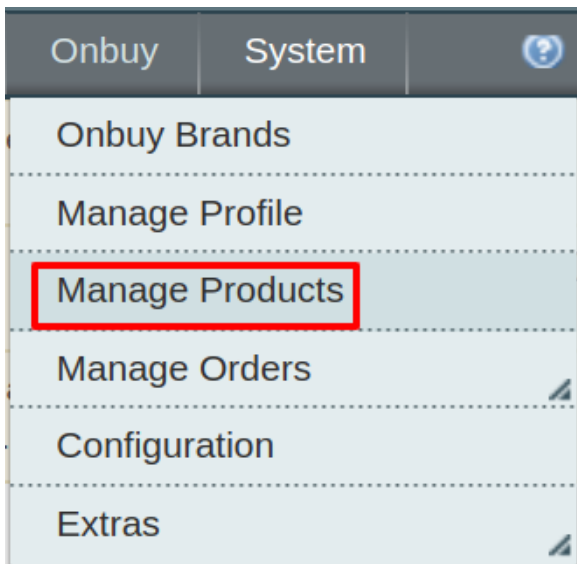 Onbuy System
Onbuy Brands
Manage Profile
Manage Products
Manage Orders
Configuration
Extras